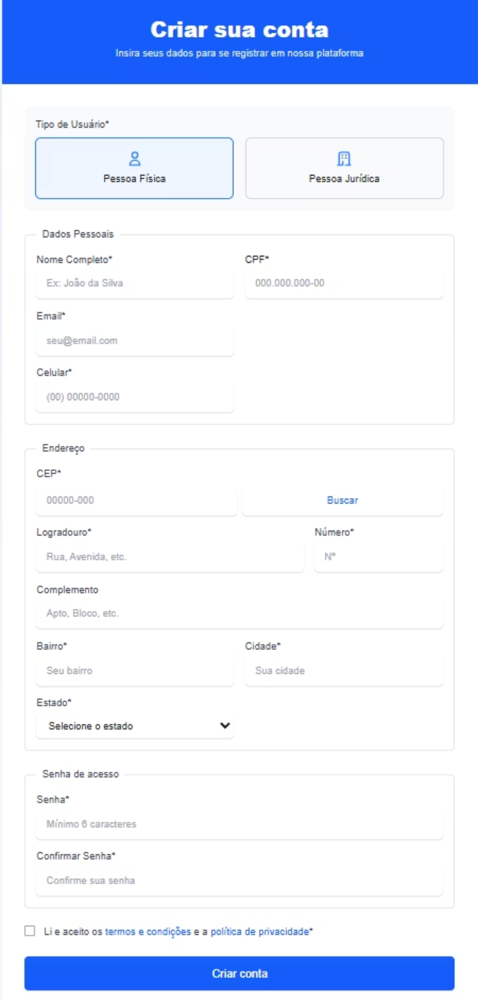 Criar sua conta
Insira seus dados para se registrar em nossa plataforma
Tipo de Usuário*
Pessoa Física
Pessoa Jurídica
Dados Pessoais
Nome Completo* CPF*
Ex: João da Silva 000.000.000-00
Email*
seu@email.com
Celular*
(00) 00000-0000
Endereço
CEP*
00000-000 Buscar
Logradouro* Número*
Rua, Avenida, etc. Nº
Complemento
Apto, Bloco, etc.
Bairro* Cidade*
Seu bairro Sua cidade
Estado*
Selecione o estado
Senha de acesso
Senha*
Mínimo 6 caracteres
Confirmar Senha*
Confirme sua senha
Li e aceito os termos e condições e a política de privacidade*
Criar conta